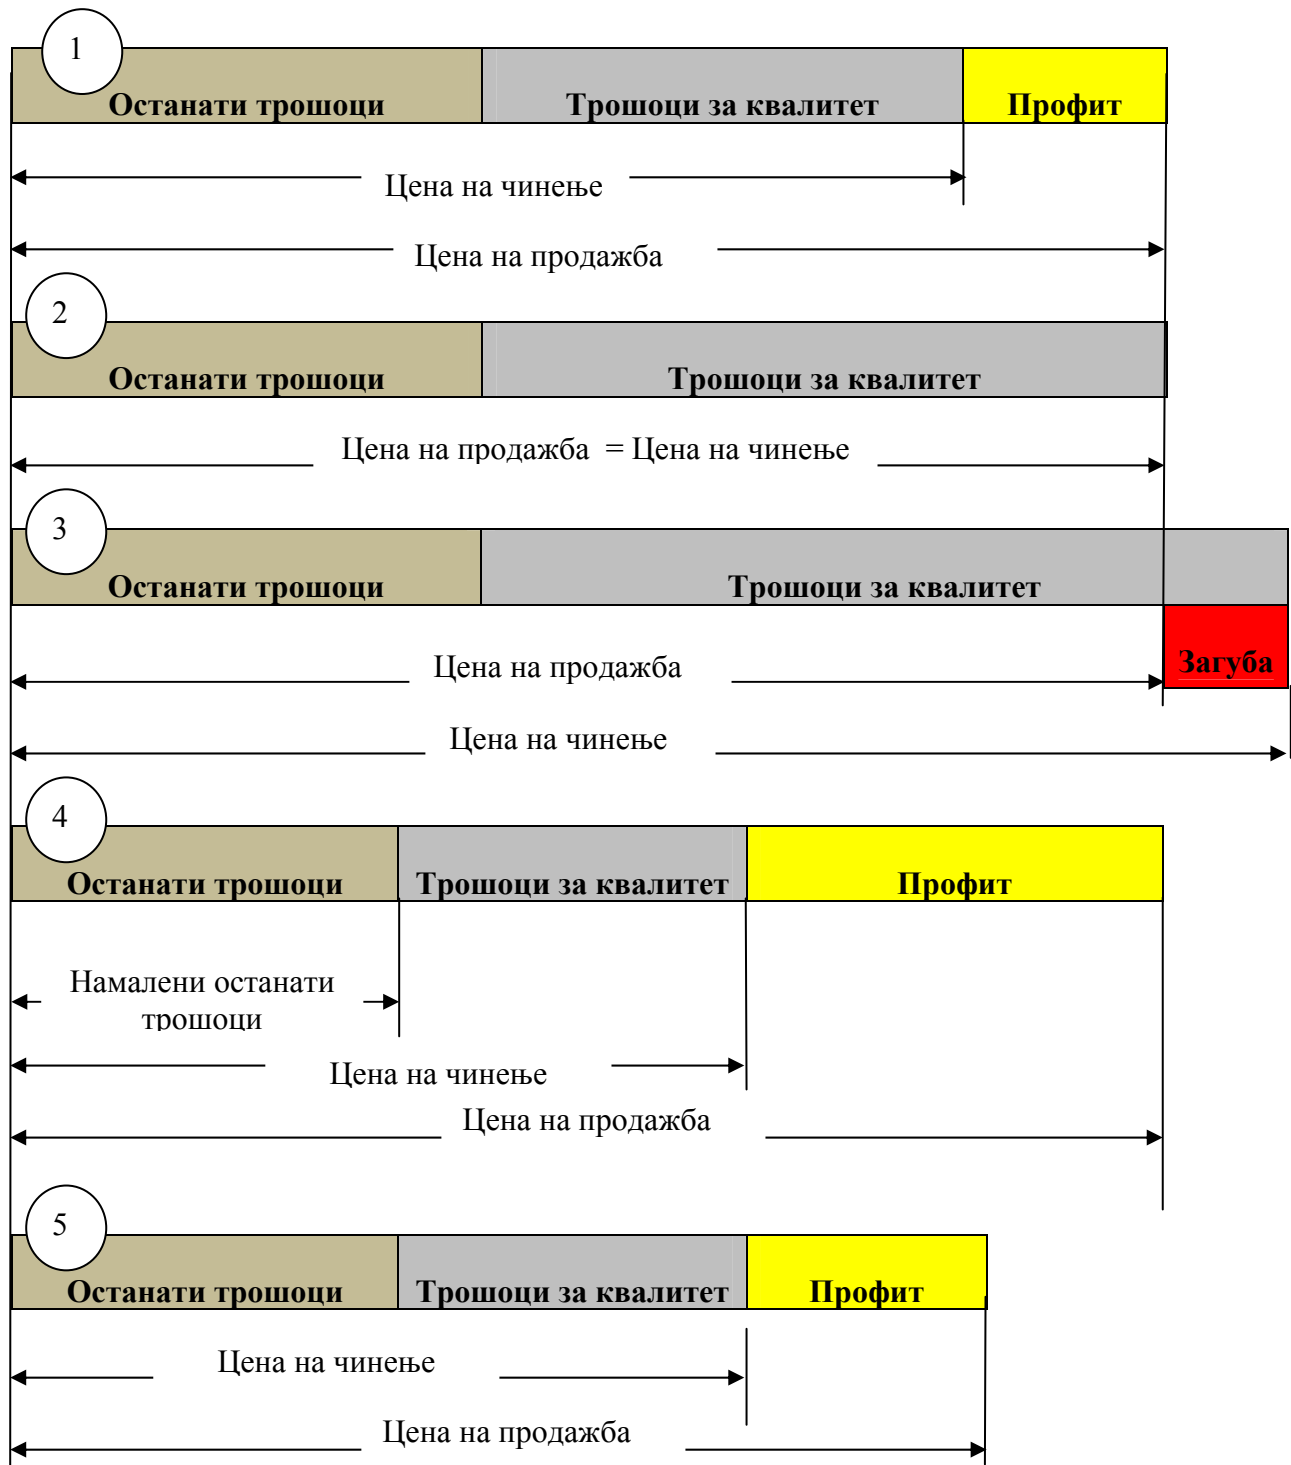 1
Останати трошоци Трошоци за квалитет Профит
Цена на чинење
Цена на продажба
2
Останати трошоци Трошоци за квалитет
Цена на продажба = Цена на чинење
3
Останати трошоци Трошоци за квалитет
Цена на продажба Загуба
Цена на чинење
4
Останати трошоци Трошоци за квалитет Профит
Намалени останати
трошоци
Цена на чинење
Цена на продажба
5
Останати трошоци Трошоци за квалитет Профит
Цена на чинење
Цена на продажба